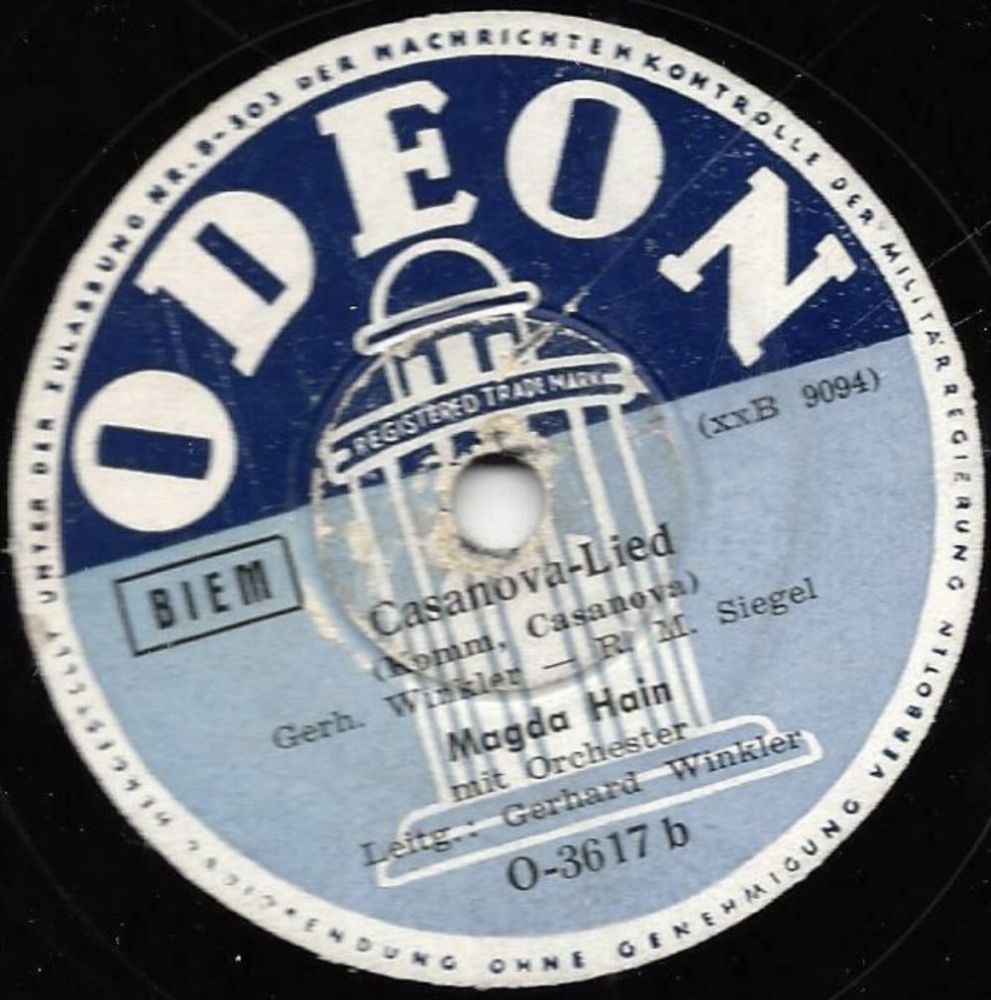 UNTER DER ZULASSUNG NR. B-303 DER NACHRICHTENKONTROLLE DER MILITÄRREGIERUNG
ODEON
REGISTERED TRADE MARK
(xxB 9094)
BIEM
Casanova-Lied
(Komm, Casanova)
Gerh. Winkler — R. M. Siegel
Magda Hain
mit Orchester
Leitg.: Gerhard Winkler
O-3617 b
OHNE GENEHMIGUNG VERBOTEN